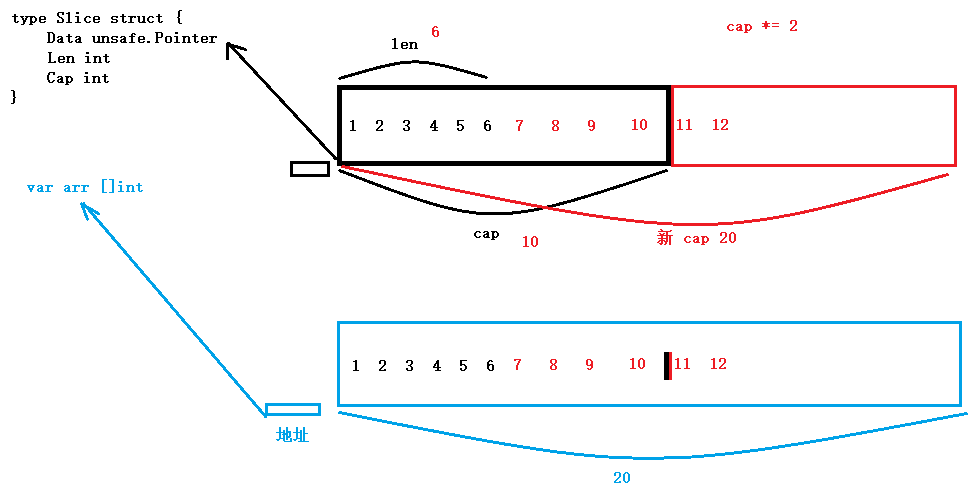 type Slice struct {
Data unsafe.Pointer
Len int
Cap int
}
len 6
cap *= 2
1 2 3 4 5 6 7 8 9 10 11 12
var arr []int
cap 10
新 cap 20
1 2 3 4 5 6 7 8 9 10 11 12
地址
20